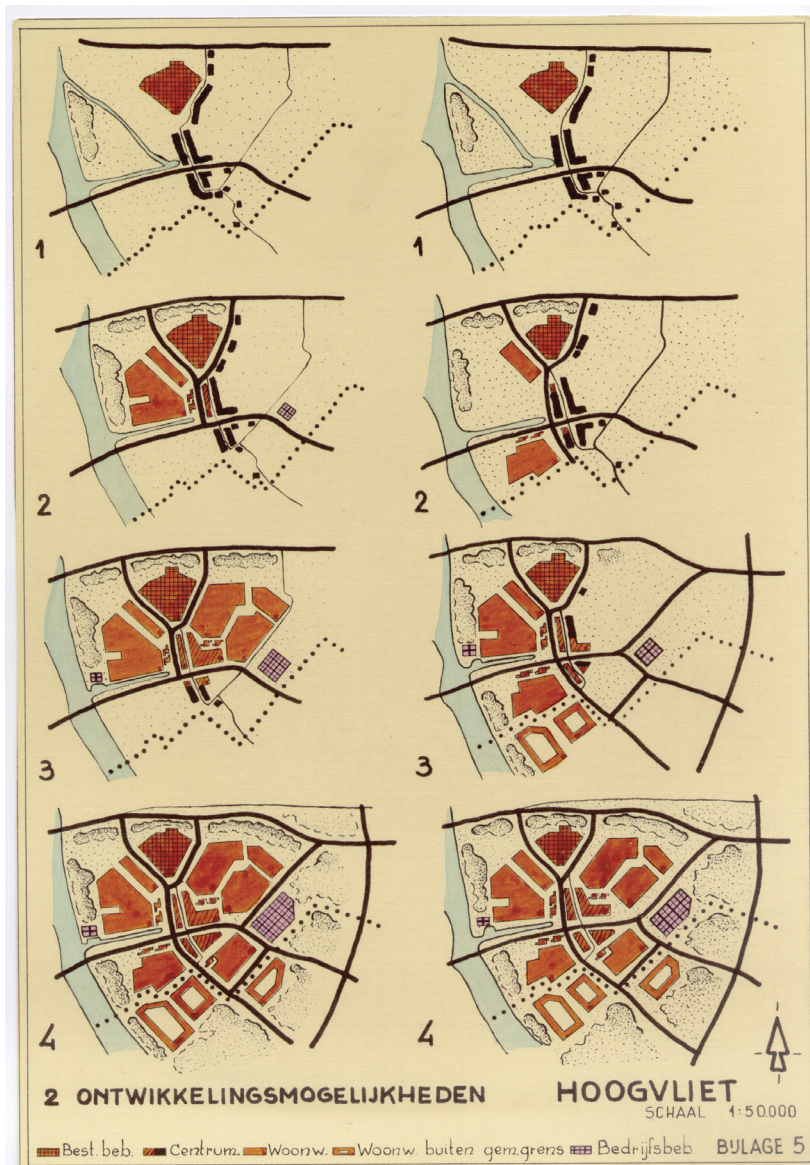 1
1
2
2
3
3
4
4
2 ONTWIKKELINGSMOGELIJKHEDEN
HOOGVLIET
SCHAAL 1:50.000
Best. beb. Centrum. Woonw. Woonw. buiten gem.grens Bedrijfsbeb. BIJLAGE 5